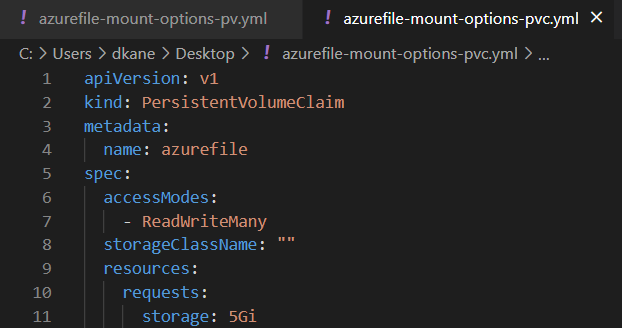 ! azurefile-mount-options-pv.yml ! azurefile-mount-options-pvc.yml ×
C: > Users > dkane > Desktop > ! azurefile-mount-options-pvc.yml > ...
1 apiVersion: v1
2 kind: PersistentVolumeClaim
3 metadata:
4   name: azurefile
5 spec:
6   accessModes:
7     - ReadWriteMany
8   storageClassName: ""
9   resources:
10     requests:
11       storage: 5Gi